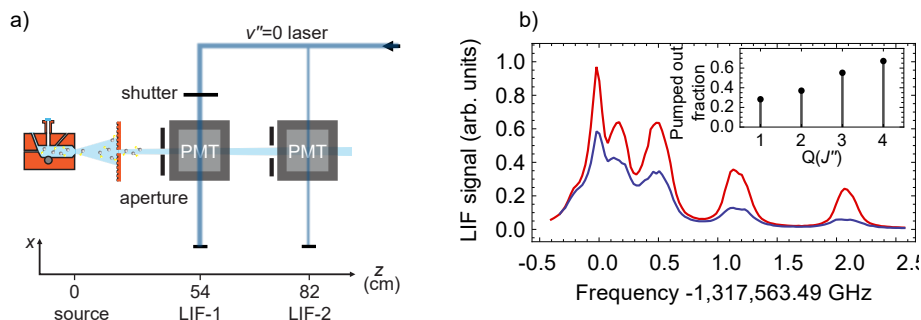 a)
v"=0 laser
shutter
PMT
PMT
aperture
x
z
(cm)
0
54
82
source
LIF-1
LIF-2
b)
LIF signal (arb. units)
1.0
0.8
0.6
0.4
0.2
0.0
-0.5
0.0
0.5
1.0
1.5
2.0
2.5
Frequency -1,317,563.49 GHz
Pumped out
fraction
0.6
0.4
0.2
0.0
1
2
3
4
Q(J")